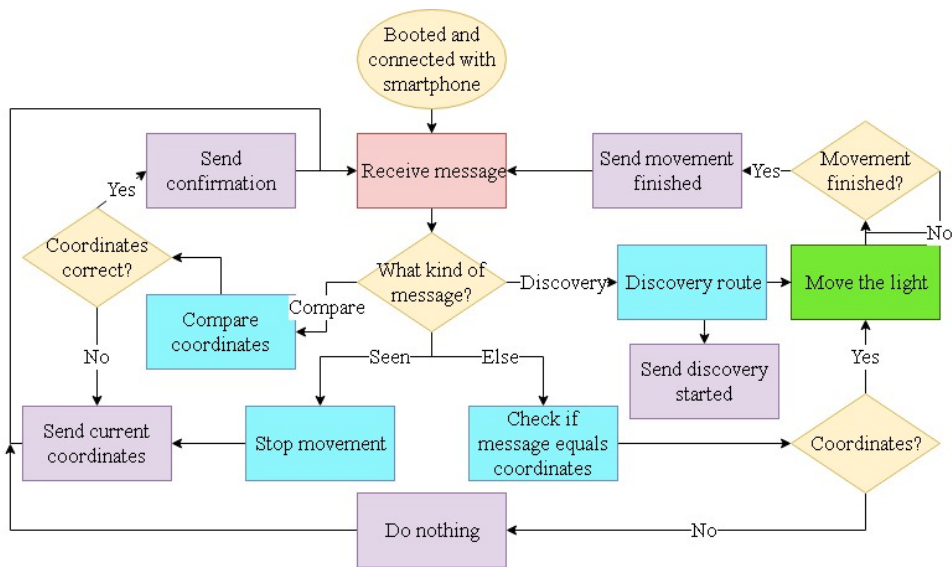 Booted and
connected with
smartphone
Send
confirmation
Receive message
Send movement
finished
Yes
Movement
finished?
Yes
No
Coordinates
correct?
What kind of
message?
Discovery
Discovery route
Move the light
Compare
Compare
coordinates
No
Seen
Else
Send discovery
started
Yes
Send current
coordinates
Stop movement
Check if
message equals
coordinates
Coordinates?
Do nothing
No